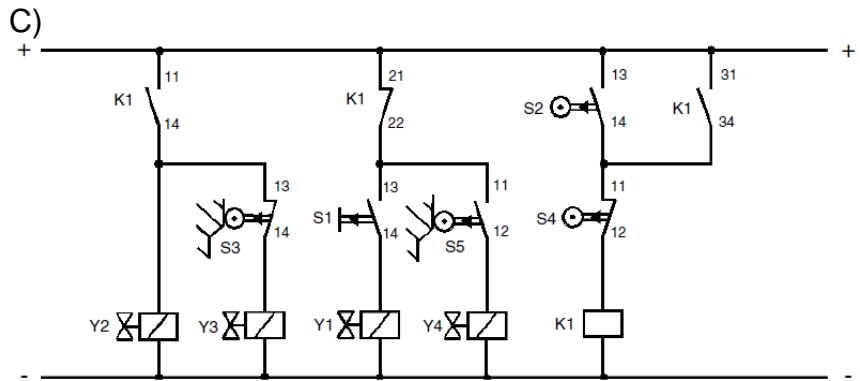 C)
+ +
11 21 13 31
K1 K1 S2 K1
14 22 14 34
13 13 11 11
S1 S4
14 S3 14 S5 12 12
Y2 Y3 Y1 Y4 K1
- -